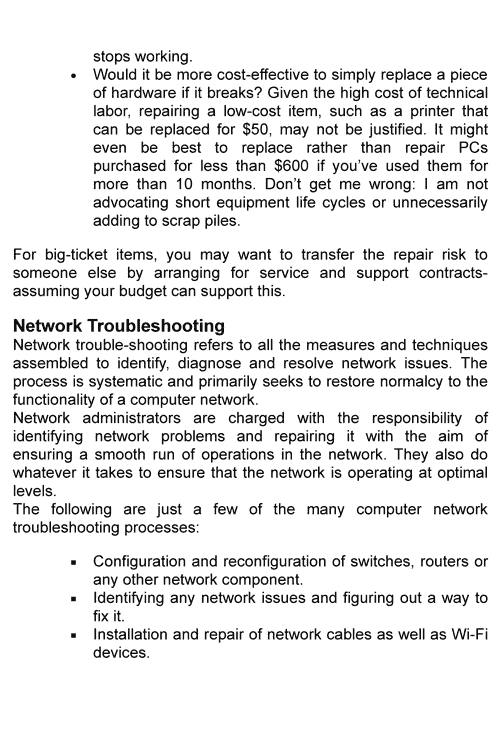 stops working.
• Would it be more cost-effective to simply replace a piece
of hardware if it breaks? Given the high cost of technical
labor, repairing a low-cost item, such as a printer that
can be replaced for $50, may not be justified. It might
even be best to replace rather than repair PCs
purchased for less than $600 if you’ve used them for
more than 10 months. Don’t get me wrong: I am not
advocating short equipment life cycles or unnecessarily
adding to scrap piles.
For big-ticket items, you may want to transfer the repair risk to
someone else by arranging for service and support contracts-
assuming your budget can support this.
Network Troubleshooting
Network trouble-shooting refers to all the measures and techniques
assembled to identify, diagnose and resolve network issues. The
process is systematic and primarily seeks to restore normalcy to the
functionality of a computer network.
Network administrators are charged with the responsibility of
identifying network problems and repairing it with the aim of
ensuring a smooth run of operations in the network. They also do
whatever it takes to ensure that the network is operating at optimal
levels.
The following are just a few of the many computer network
troubleshooting processes:
▪ Configuration and reconfiguration of switches, routers or
any other network component.
▪ Identifying any network issues and figuring out a way to
fix it.
▪ Installation and repair of network cables as well as Wi-Fi
devices.